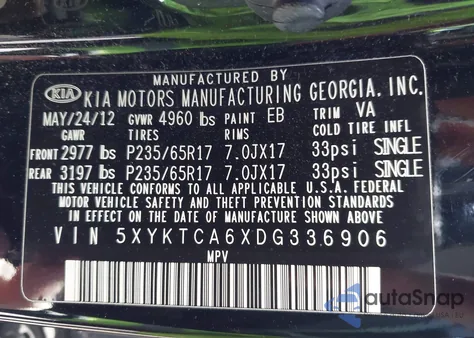 MANUFACTURED BY
KIA KIA MOTORS MANUFACTURING GEORGIA, INC.
MAY/24/12 GVWR 4960 lbs PAINT EB TRIM VA
GAWR TIRES RIMS COLD TIRE INFL
FRONT 2977 lbs P235/65R17 7.0JX17 33psi SINGLE
REAR 3197 lbs P235/65R17 7.0JX17 33psi SINGLE
THIS VEHICLE CONFORMS TO ALL APPLICABLE U.S.A. FEDERAL
MOTOR VEHICLE SAFETY AND THEFT PREVENTION STANDARDS
IN EFFECT ON THE DATE OF MANUFACTURE SHOWN ABOVE
VIN 5XYKTCA6XDG336906
MPV
autoSnap